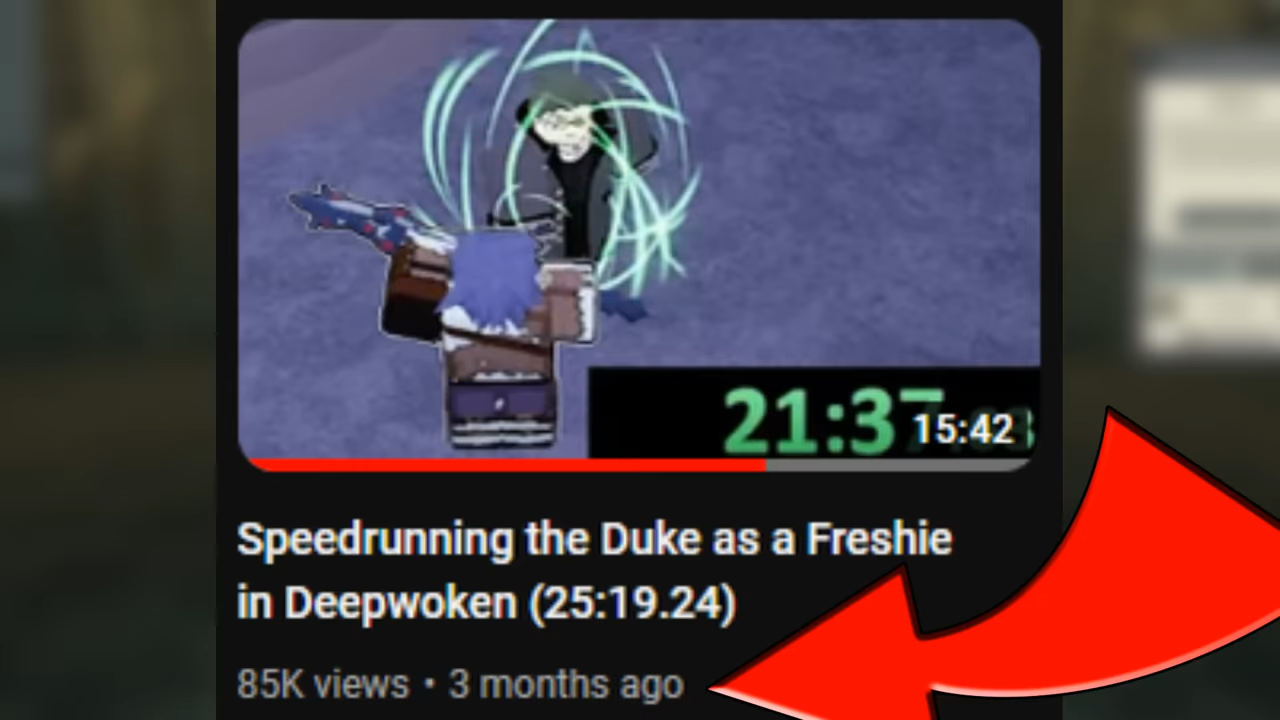 21:37
15:42
Speedrunning the Duke as a Freshie
in Deepwoken (25:19.24)
85K views • 3 months ago